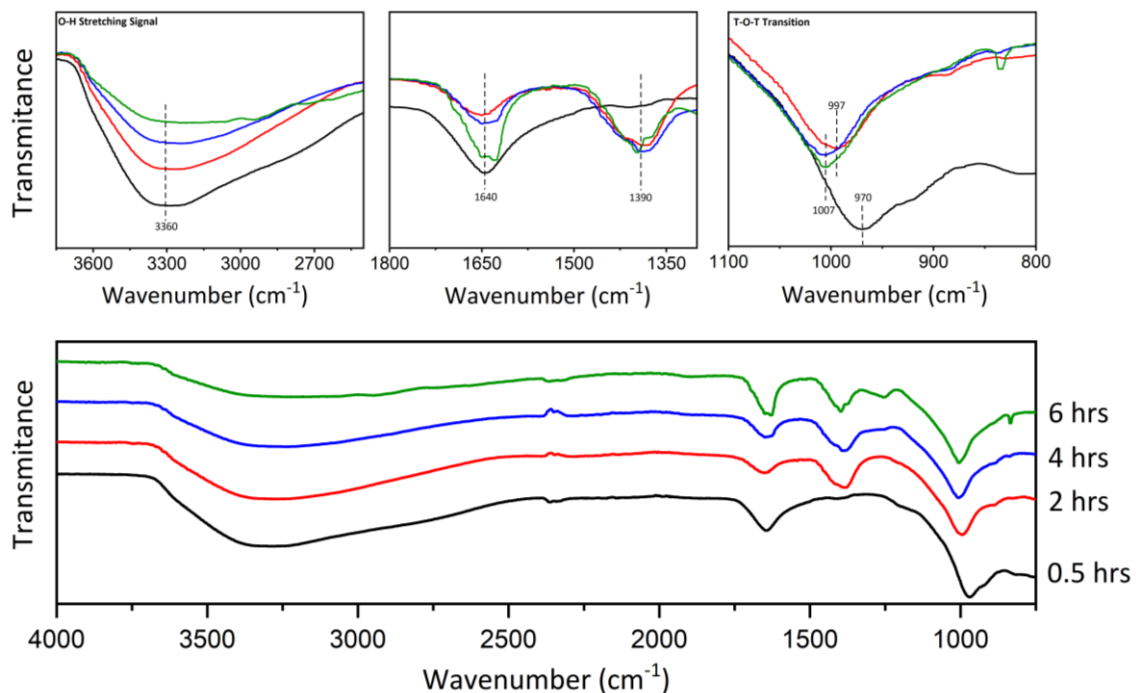 O-H Stretching Signal
T-O-T Transition
Transmitance
3360
1640
1390
997
1007
970
3600 3300 3000 2700
1800 1650 1500 1350
1100 1000 900 800
Wavenumber (cm⁻¹)
Wavenumber (cm⁻¹)
Wavenumber (cm⁻¹)
Transmitance
6 hrs
4 hrs
2 hrs
0.5 hrs
4000 3500 3000 2500 2000 1500 1000
Wavenumber (cm⁻¹)